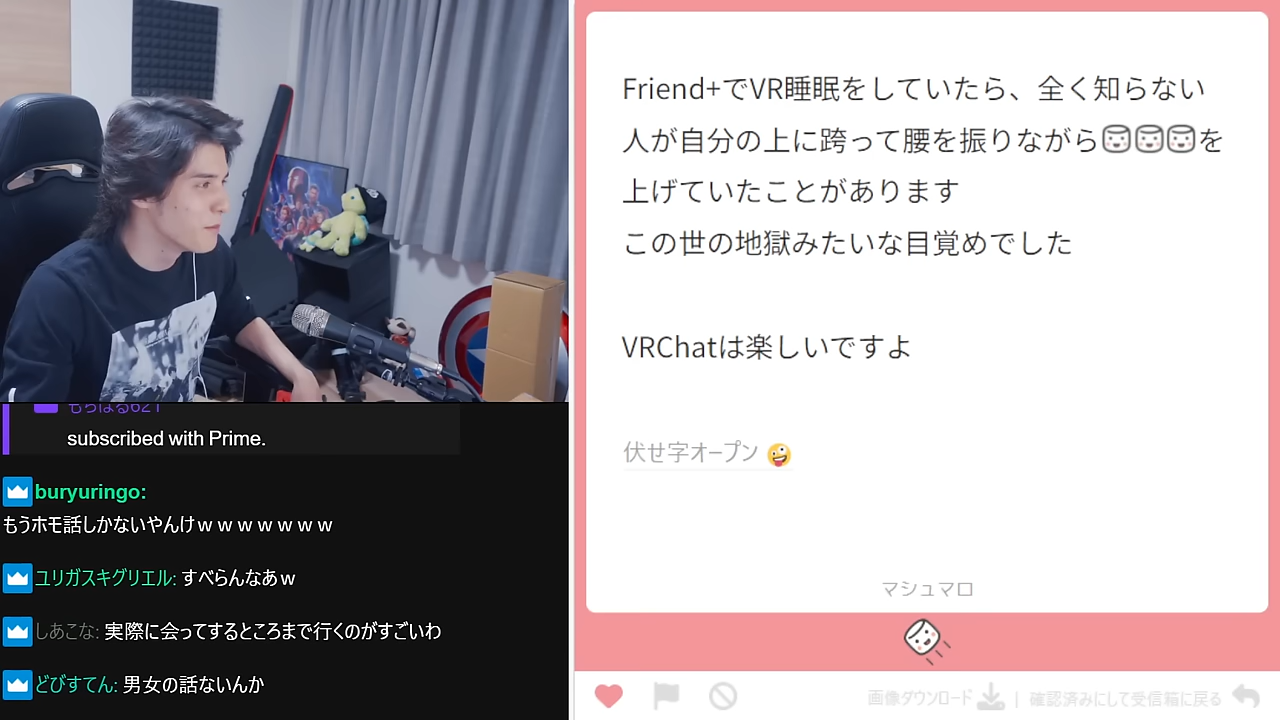 Friend+でVR睡眠をしていたら、全く知らない
人が自分の上に跨って腰を振りながら
を
上げていたことがあります
この世の地獄みたいな目覚めでした
VRChatは楽しいですよ
伏せ字オープン
マシュマロ
画像ダウンロード | 確認済みにして受信箱に戻る
もちはる621
subscribed with Prime.
buryuringo:
もうホモ話しかないやんけｗｗｗｗｗｗｗ
ユリガスキグリエル: すべらんなあｗ
しあこな: 実際に会ってするところまで行くのがすごいわ
どびすてん: 男女の話ないんか